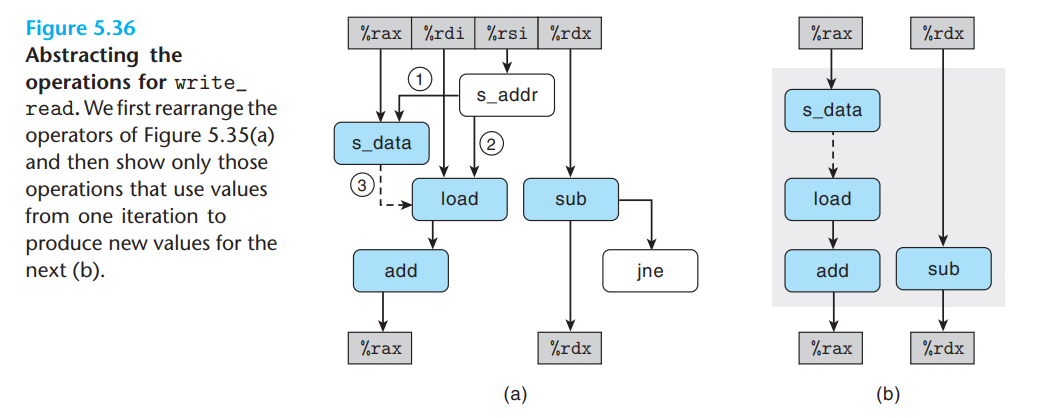 Figure 5.36
Abstracting the
operations for write_
read. We first rearrange the
operators of Figure 5.35(a)
and then show only those
operations that use values
from one iteration to
produce new values for the
next (b).
%rax %rdi %rsi %rdx
1
s_addr
s_data
2
3
load
sub
add
jne
%rax
%rdx
(a)
%rax
%rdx
s_data
load
add
sub
%rax
%rdx
(b)